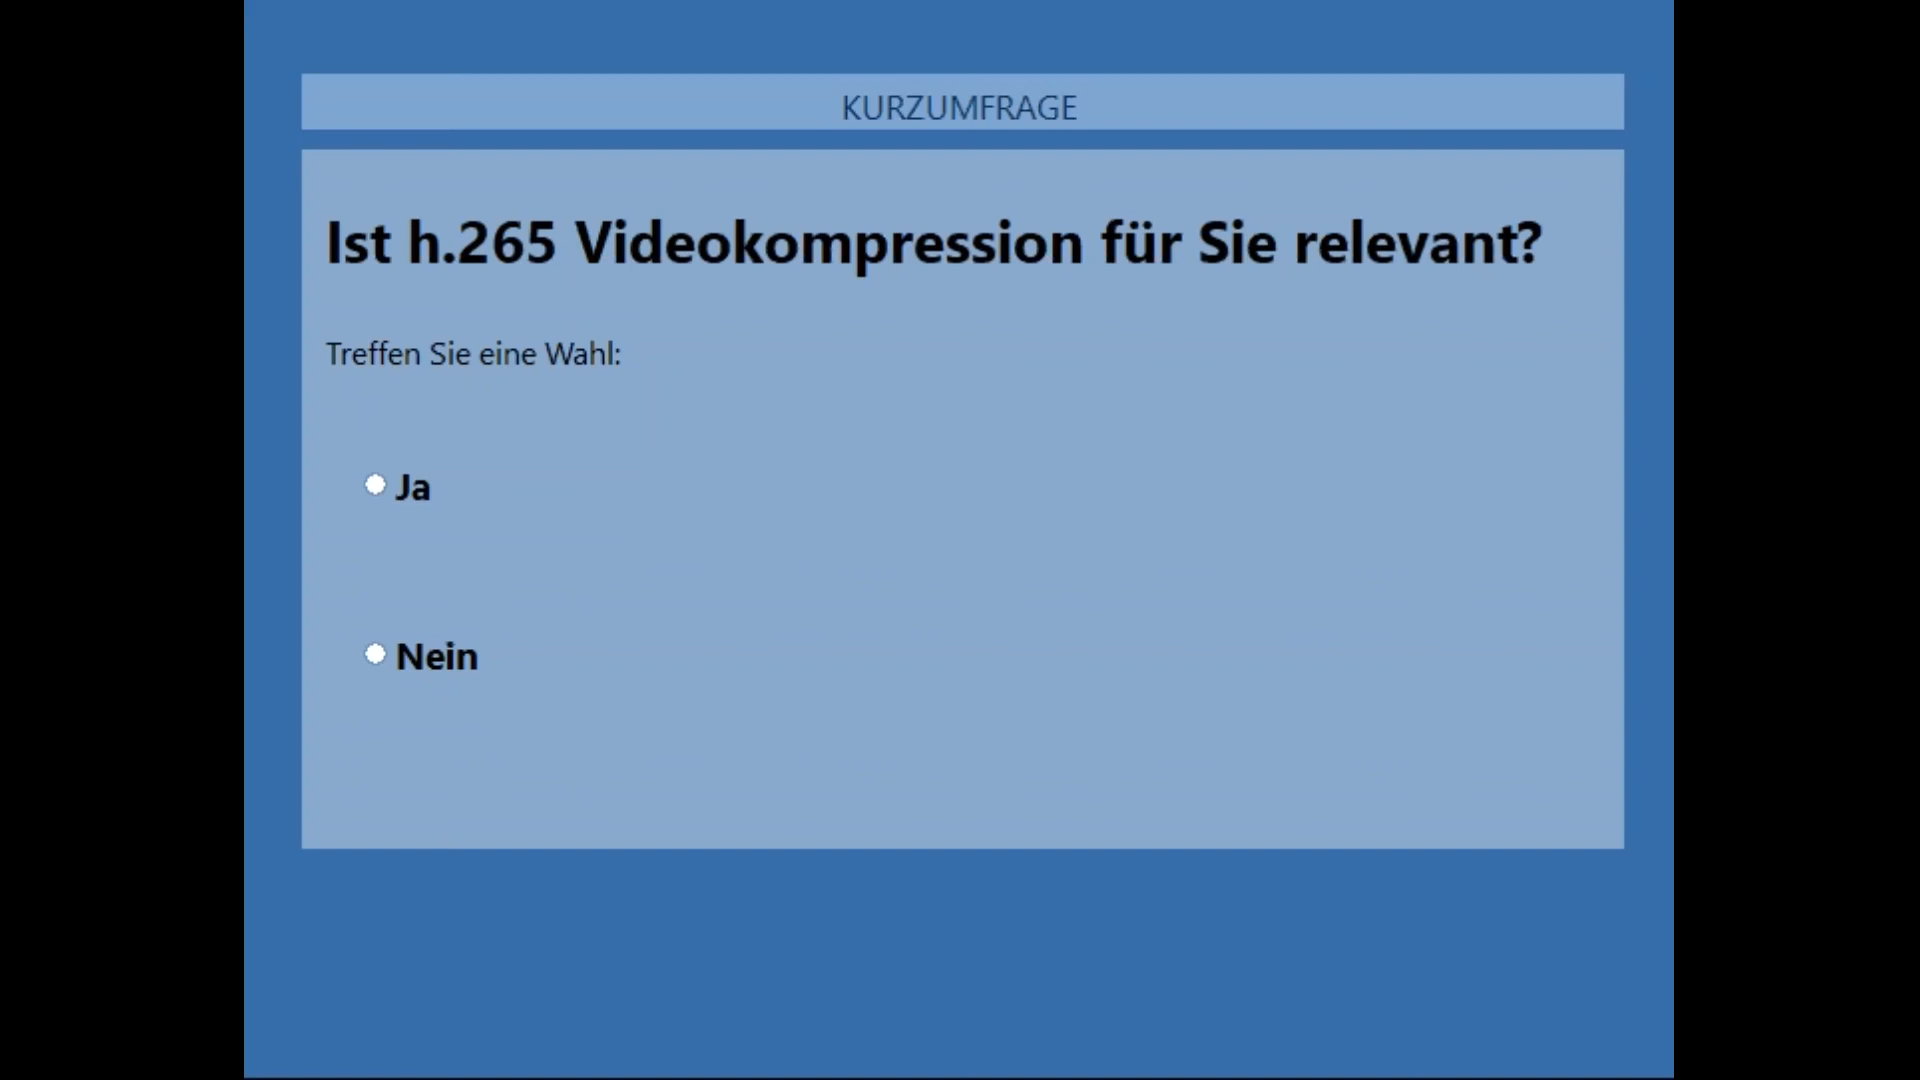 KURZUMFRAGE
Ist h.265 Videokompression für Sie relevant?
Treffen Sie eine Wahl:
Ja
Nein